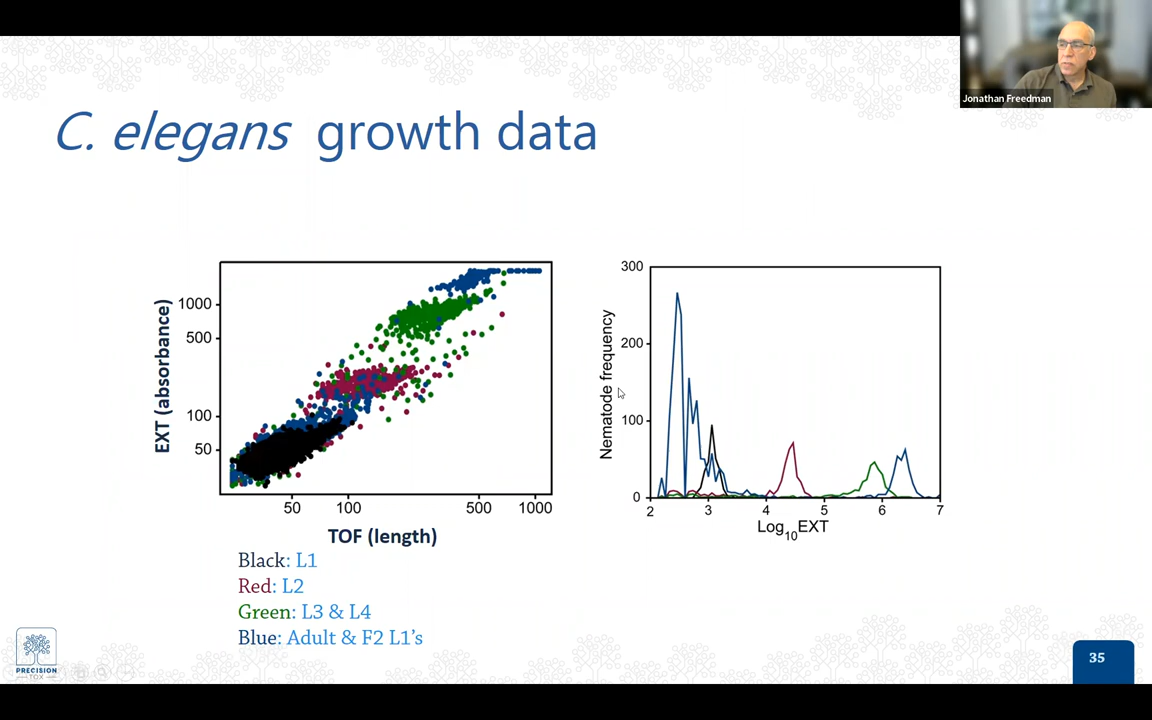 Jonathan Freedman
C. elegans growth data
EXT (absorbance)
1000
500
100
50
50
100
500
1000
TOF (length)
Nematode frequency
300
200
100
0
2
3
4
5
6
7
Log10EXT
Black: L1
Red: L2
Green: L3 & L4
Blue: Adult & F2 L1's
PRECISION
TOX
35